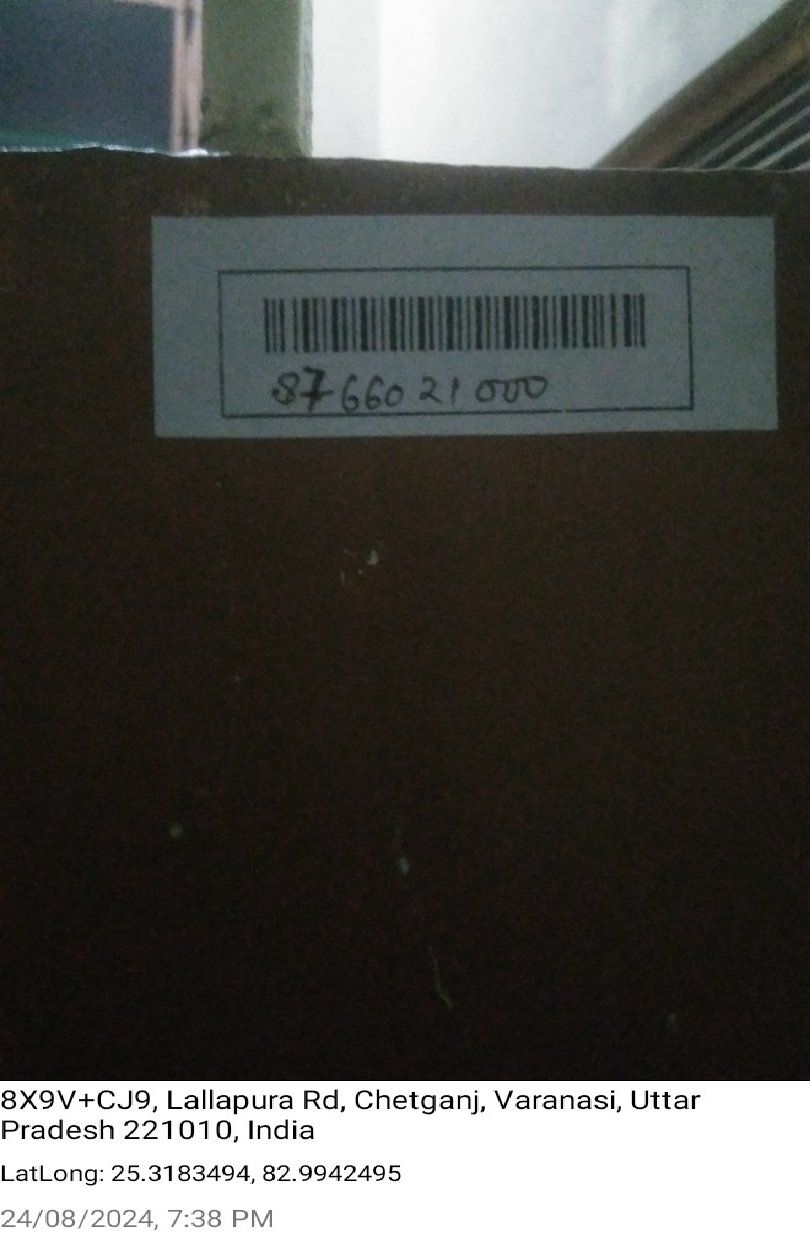 8766021000
8X9V+CJ9, Lallapura Rd, Chetganj, Varanasi, Uttar
Pradesh 221010, India
LatLong: 25.3183494, 82.9942495
24/08/2024, 7:38 PM